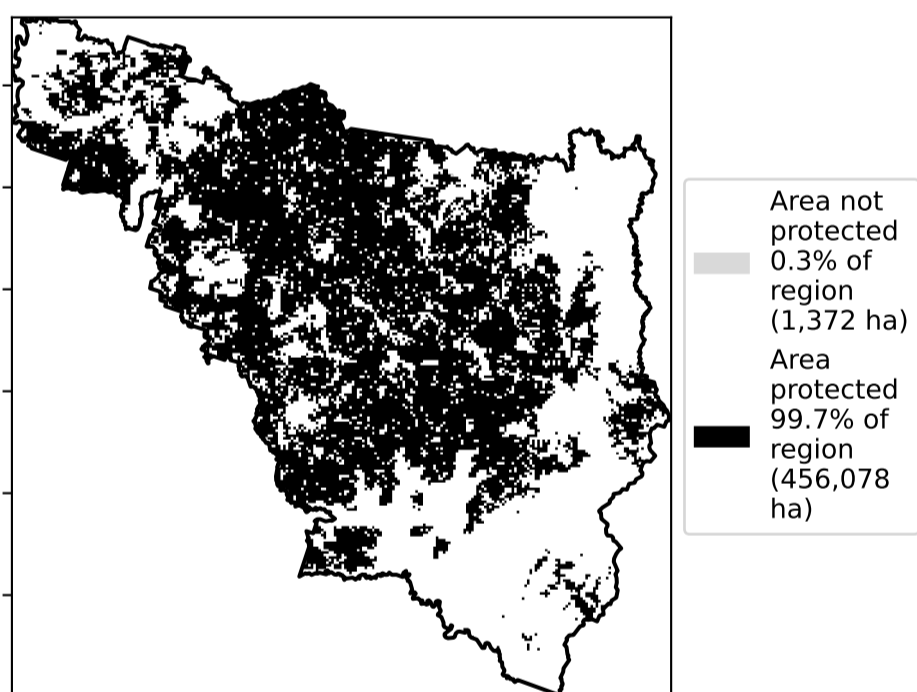 Area not
protected
0.3% of
region
(1,372 ha)
Area
protected
99.7% of
region
(456,078
ha)